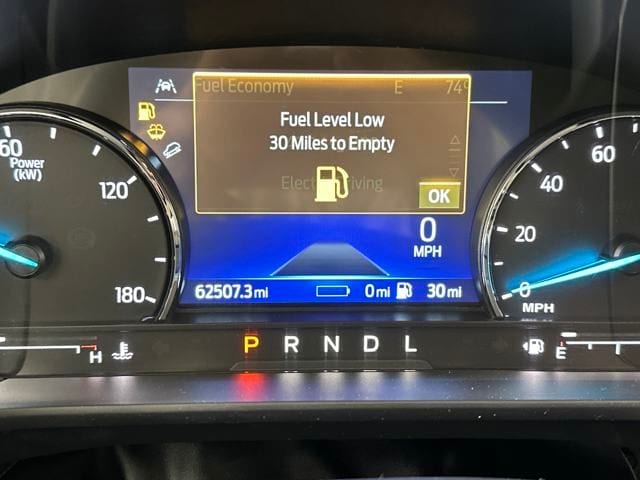 Fuel Economy E 74°
Fuel Level Low
30 Miles to Empty
OK
60
Power
(kW)
120
180
60
40
20
0
MPH
0
MPH
62507.3 mi 0 mi 30 mi
H P R N D L E